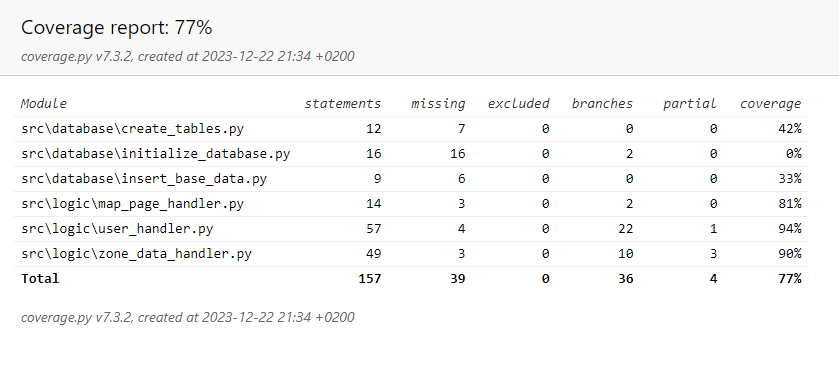 Coverage report: 77%
coverage.py v7.3.2, created at 2023-12-22 21:34 +0200
Module statements missing excluded branches partial coverage
src\database\create_tables.py 12 7 0 0 0 42%
src\database\initialize_database.py 16 16 0 2 0 0%
src\database\insert_base_data.py 9 6 0 0 0 33%
src\logic\map_page_handler.py 14 3 0 2 0 81%
src\logic\user_handler.py 57 4 0 22 1 94%
src\logic\zone_data_handler.py 49 3 0 10 3 90%
Total 157 39 0 36 4 77%
coverage.py v7.3.2, created at 2023-12-22 21:34 +0200